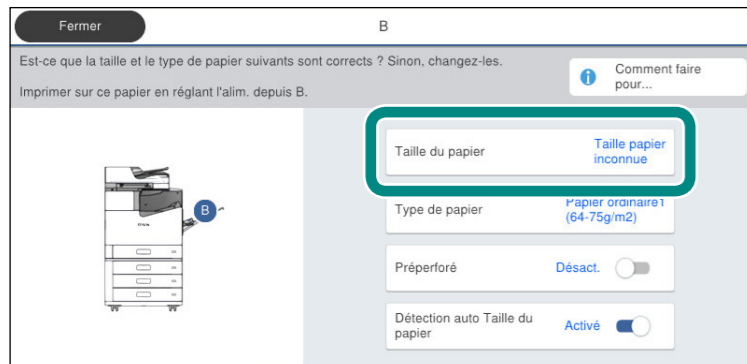 Fermer
B
Est-ce que la taille et le type de papier suivants sont corrects ? Sinon, changez-les.
Imprimer sur ce papier en réglant l'alim. depuis B.
Comment faire
pour...
Taille du papier
Taille papier
inconnue
B
EPSON
Type de papier
Papier ordinaire1
(64-75g/m2)
Préperforé
Désact.
Détection auto Taille du
papier
Activé